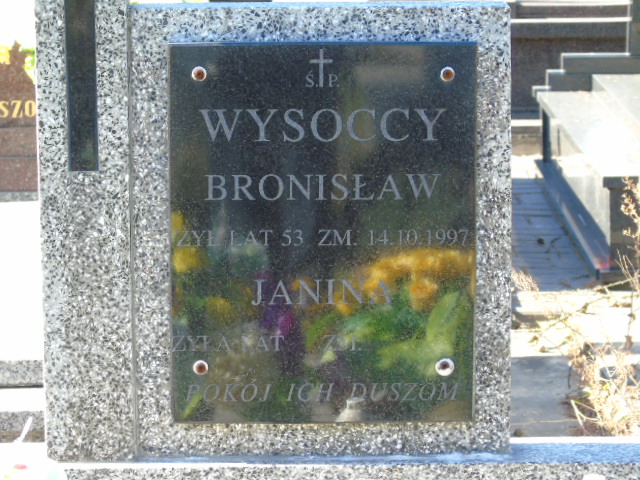 Ś. P.
WYSOCCY
BRONISŁAW
ŻYŁ LAT 53 ZM. 14.10.1997
JANINA
ŻYŁA LAT ZM.
POKÓJ ICH DUSZOM